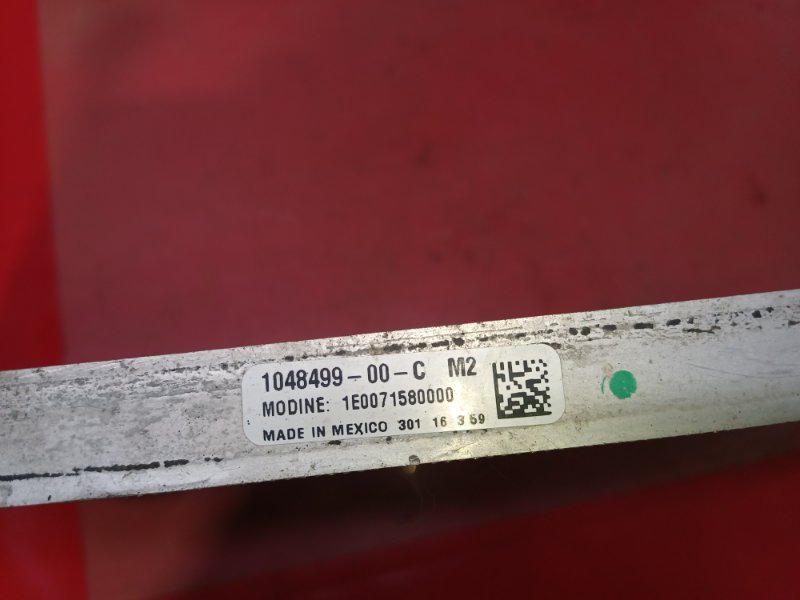 1048499-00-C M2
MODINE: 1E0071580000
MADE IN MEXICO 301 16 3 59